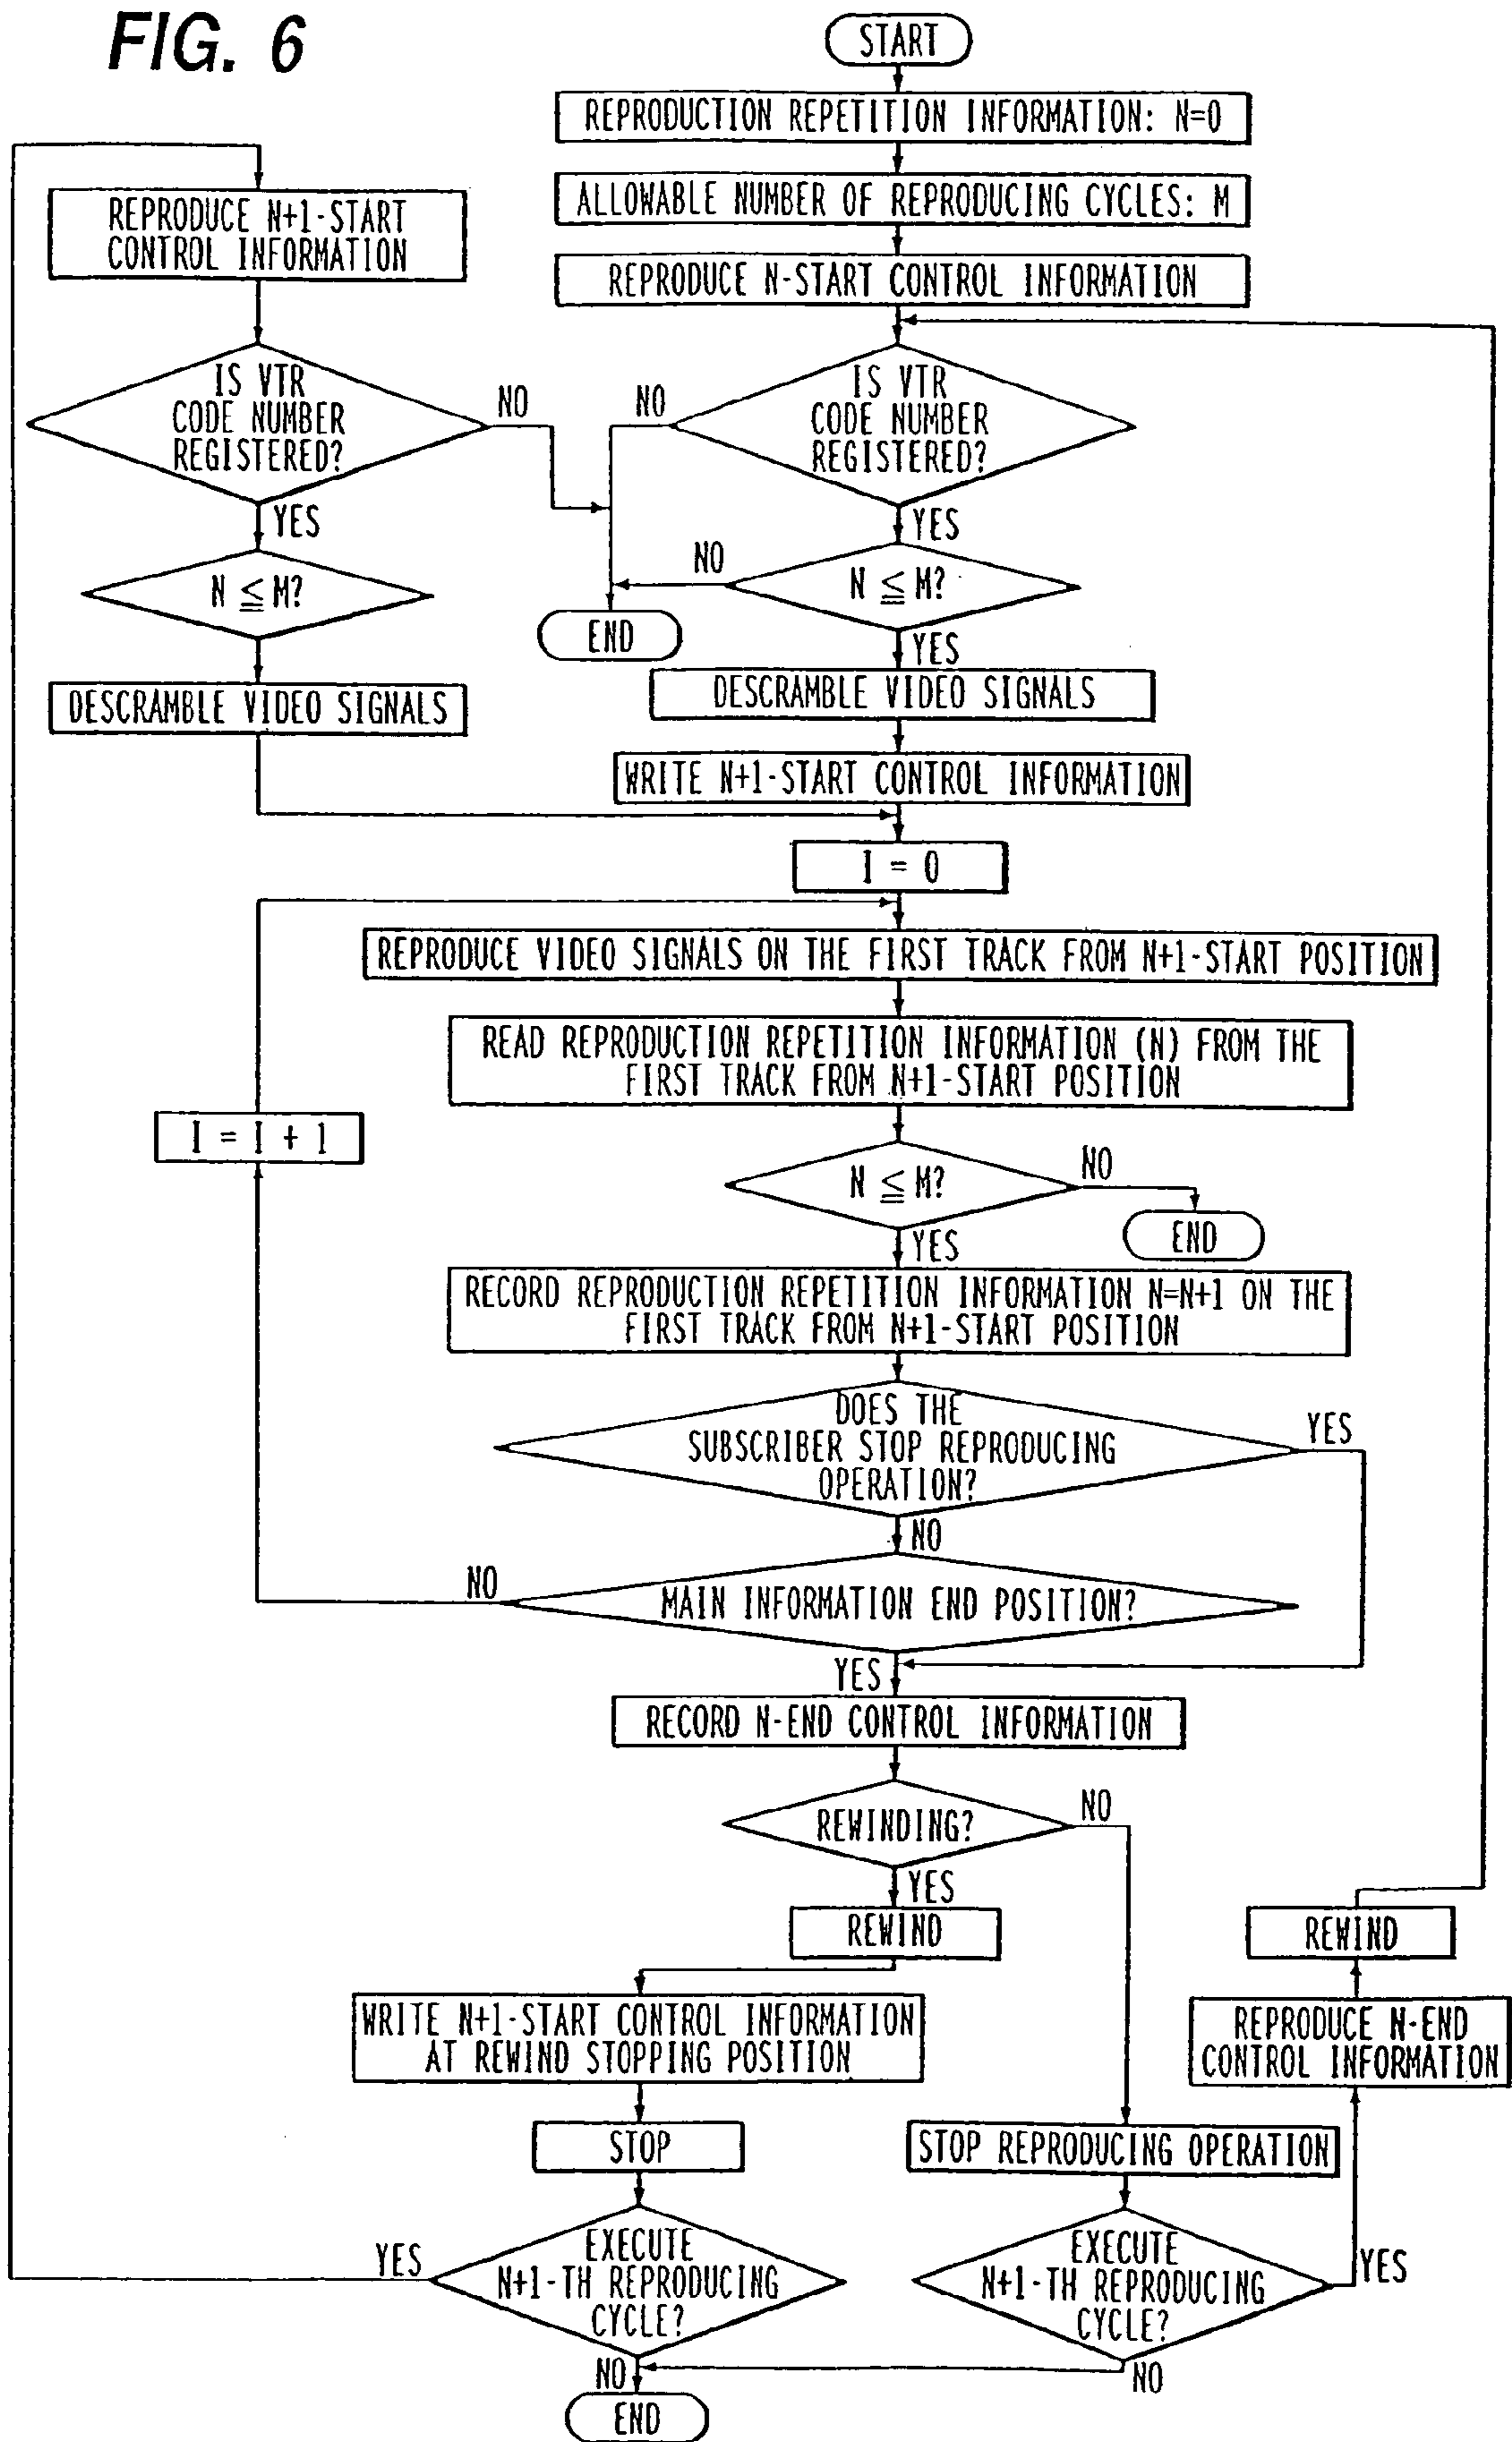 FIG. 6
START
REPRODUCTION REPETITION INFORMATION: N=0
ALLOWABLE NUMBER OF REPRODUCING CYCLES: M
REPRODUCE N-START CONTROL INFORMATION
REPRODUCE N+1-START
CONTROL INFORMATION
IS VTR
CODE NUMBER
REGISTERED?
NO
YES
N ≦ M?
DESCRAMBLE VIDEO SIGNALS
IS VTR
CODE NUMBER
REGISTERED?
NO
YES
N ≦ M?
NO
END
YES
DESCRAMBLE VIDEO SIGNALS
WRITE N+1-START CONTROL INFORMATION
I = 0
REPRODUCE VIDEO SIGNALS ON THE FIRST TRACK FROM N+1-START POSITION
READ REPRODUCTION REPETITION INFORMATION (N) FROM THE
FIRST TRACK FROM N+1-START POSITION
I = I + 1
N ≦ M?
NO
END
YES
RECORD REPRODUCTION REPETITION INFORMATION N=N+1 ON THE
FIRST TRACK FROM N+1-START POSITION
DOES THE
SUBSCRIBER STOP REPRODUCING
OPERATION?
YES
NO
MAIN INFORMATION END POSITION?
NO
YES
RECORD N-END CONTROL INFORMATION
REWINDING?
NO
YES
REWIND
REWIND
WRITE N+1-START CONTROL INFORMATION
AT REWIND STOPPING POSITION
REPRODUCE N-END
CONTROL INFORMATION
STOP
STOP REPRODUCING OPERATION
EXECUTE
N+1-TH REPRODUCING
CYCLE?
YES
NO
EXECUTE
N+1-TH REPRODUCING
CYCLE?
YES
NO
END